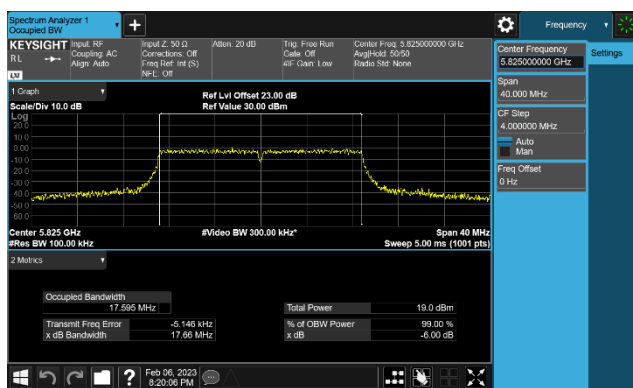 Spectrum Analyzer 1
Occupied BW
Frequency
KEYSIGHT
RL
LXI
Input: RF
Coupling: AC
Align: Auto
Input Z: 50 Ω
Corrections: Off
Freq Ref: Int (S)
NFE: Off
Atten: 20 dB
Trig: Free Run
Gate: Off
#IF Gain: Low
Center Freq: 5.825000000 GHz
Avg|Hold: 50/50
Radio Std: None
Center Frequency
5.825000000 GHz
Settings
Span
40.000 MHz
CF Step
4.000000 MHz
Auto
Man
Freq Offset
0 Hz
1 Graph
Scale/Div 10.0 dB
Ref Lvl Offset 23.00 dB
Ref Value 30.00 dBm
Log
20.0
10.0
0.00
-10.0
-20.0
-30.0
-40.0
-50.0
-60.0
Center 5.825 GHz
#Res BW 100.00 kHz
#Video BW 300.00 kHz*
Span 40 MHz
Sweep 5.00 ms (1001 pts)
2 Metrics
Occupied Bandwidth
17.595 MHz
Total Power
19.0 dBm
Transmit Freq Error
-5.146 kHz
% of OBW Power
99.00 %
x dB Bandwidth
17.66 MHz
x dB
-6.00 dB
?
Feb 06, 2023
8:20:06 PM